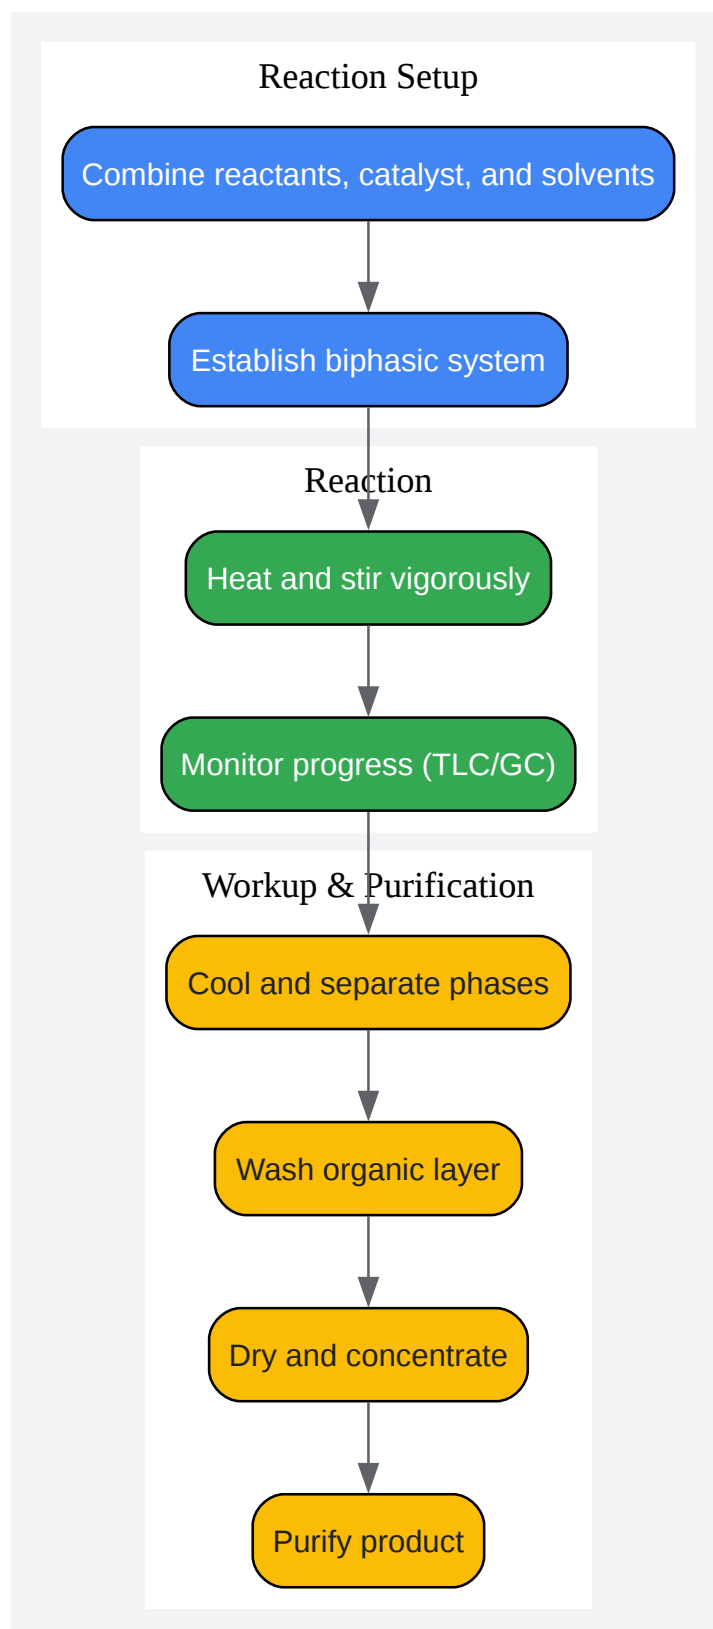 Reaction Setup
Combine reactants, catalyst, and solvents
Establish biphasic system
Reaction
Heat and stir vigorously
Monitor progress (TLC/GC)
Workup & Purification
Cool and separate phases
Wash organic layer
Dry and concentrate
Purify product